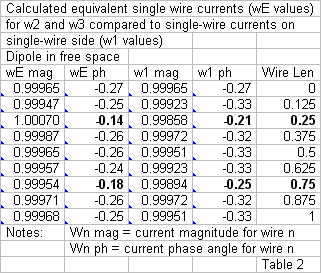 Calculated equivalent single wire currents (wE values)
for w2 and w3 compared to single-wire currents on
single-wire side (w1 values)
Dipole in free space
wE mag wE ph w1 mag w1 ph Wire Len
0.99965 -0.27 0.99965 -0.27 0
0.99947 -0.25 0.99923 -0.33 0.125
1.00070 -0.14 0.99858 -0.21 0.25
0.99987 -0.26 0.99972 -0.32 0.375
0.99965 -0.26 0.99951 -0.33 0.5
0.99957 -0.24 0.99923 -0.33 0.625
0.99954 -0.18 0.99894 -0.25 0.75
0.99971 -0.26 0.99972 -0.32 0.875
0.99968 -0.25 0.99951 -0.33 1
Notes: Wn mag = current magnitude for wire n
Wn ph = current phase angle for wire n
Table 2